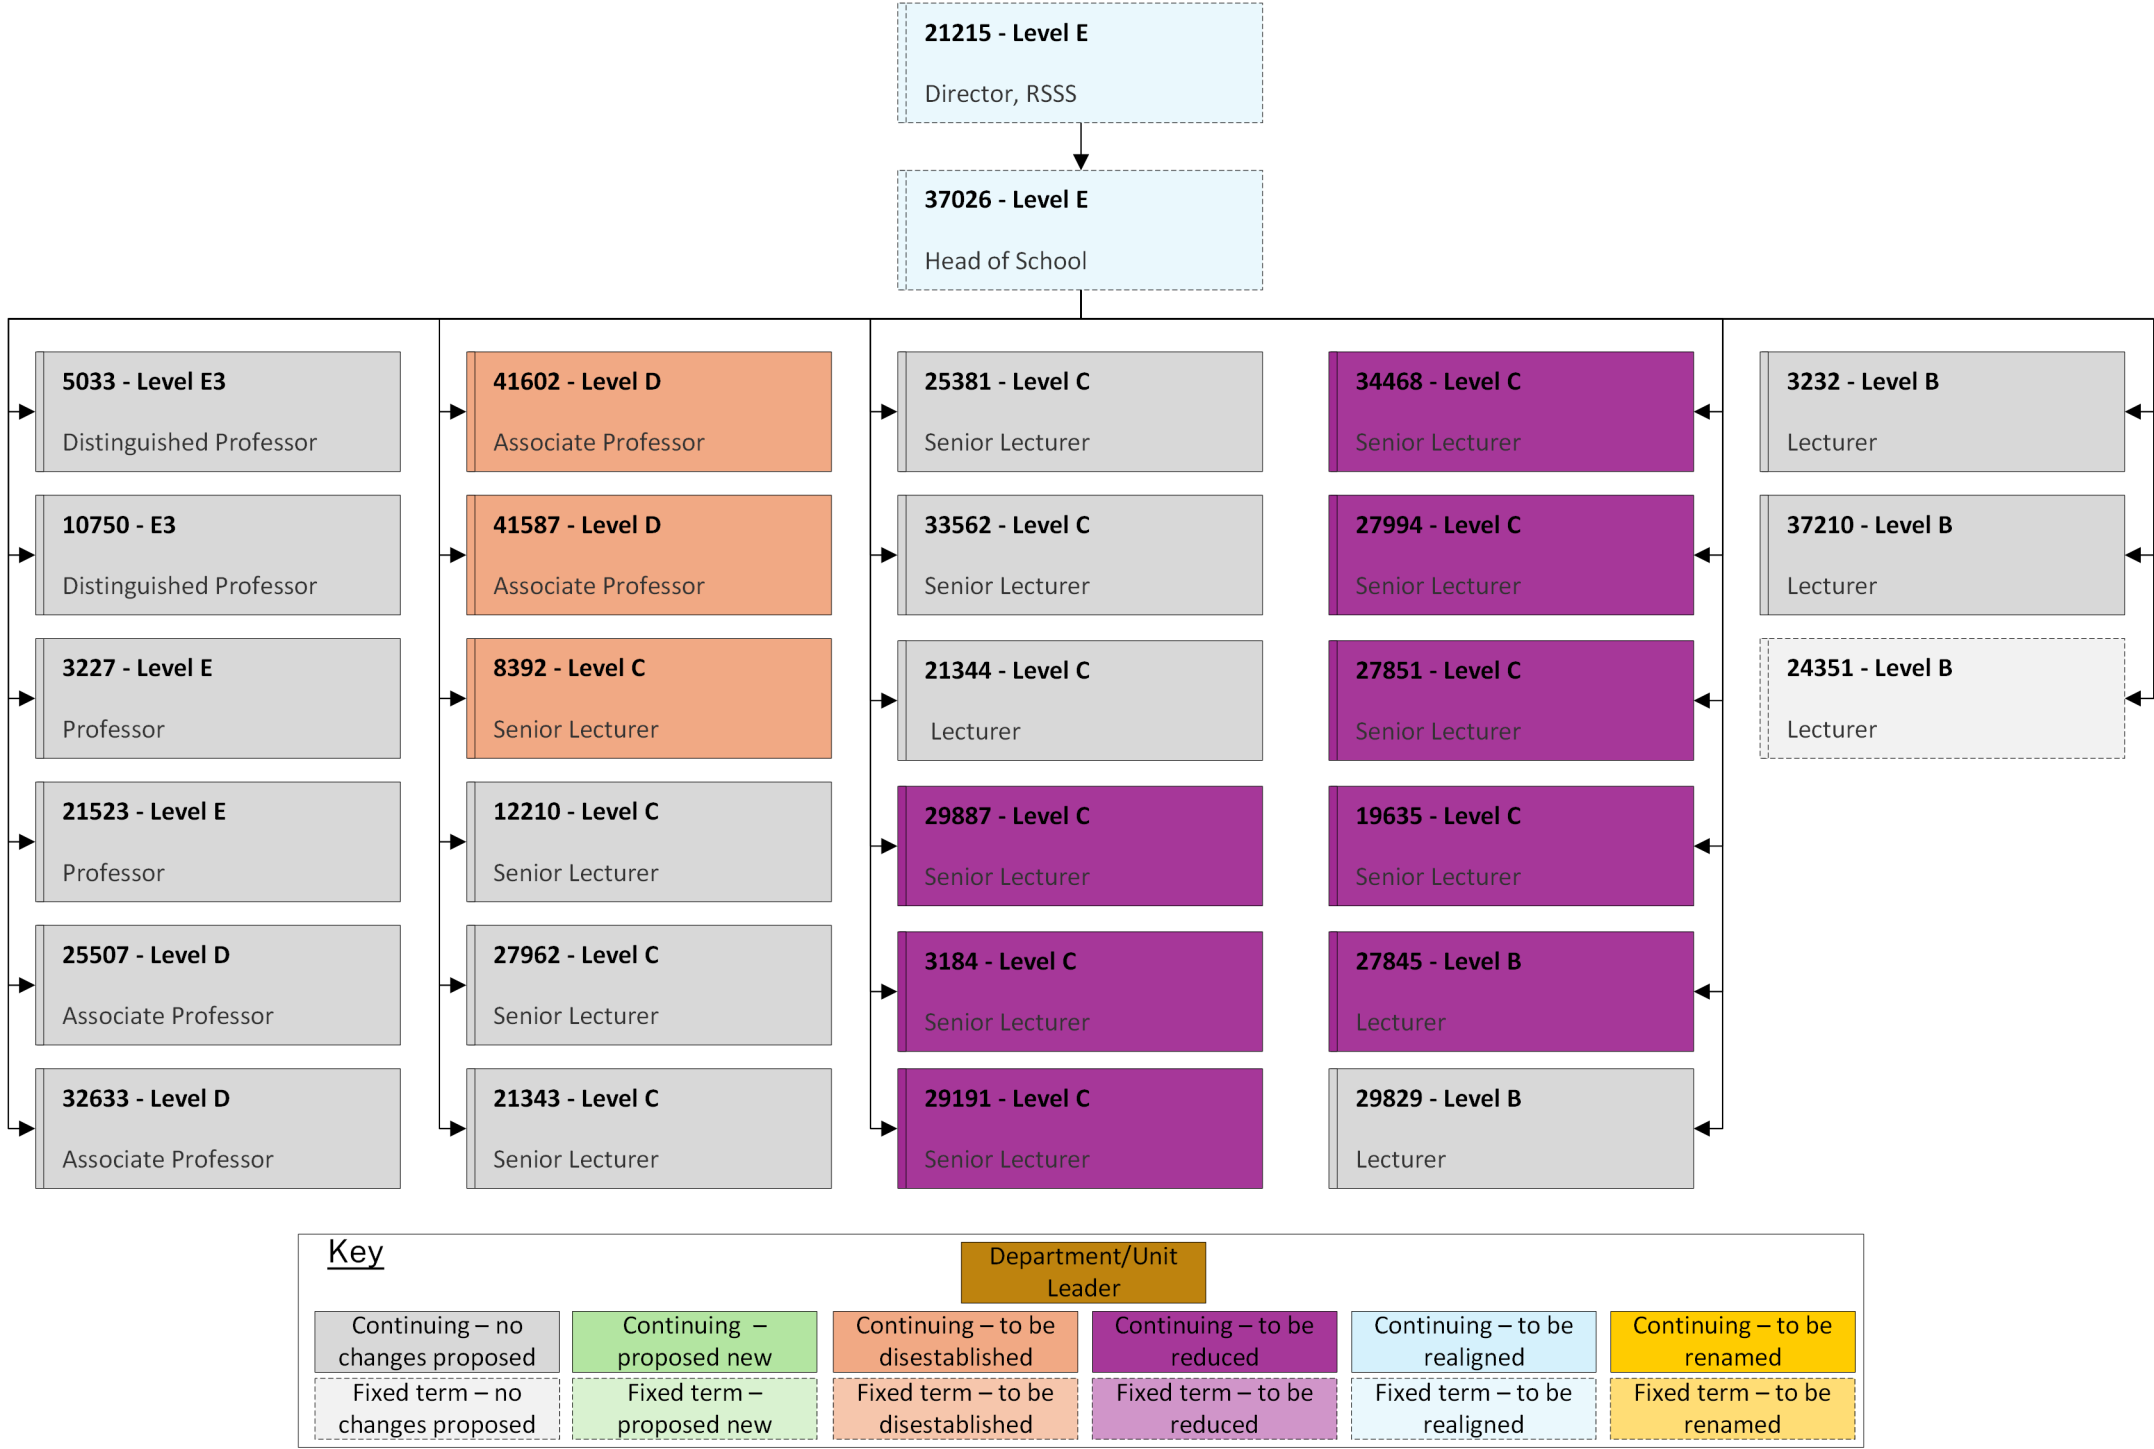 21215 - Level E
Director, RSSS
37026 - Level E
Head of School
5033 - Level E3
Distinguished Professor
10750 - E3
Distinguished Professor
3227 - Level E
Professor
21523 - Level E
Professor
25507 - Level D
Associate Professor
32633 - Level D
Associate Professor
41602 - Level D
Associate Professor
41587 - Level D
Associate Professor
8392 - Level C
Senior Lecturer
12210 - Level C
Senior Lecturer
27962 - Level C
Senior Lecturer
21343 - Level C
Senior Lecturer
25381 - Level C
Senior Lecturer
33562 - Level C
Senior Lecturer
21344 - Level C
Lecturer
29887 - Level C
Senior Lecturer
3184 - Level C
Senior Lecturer
29191 - Level C
Senior Lecturer
34468 - Level C
Senior Lecturer
27994 - Level C
Senior Lecturer
27851 - Level C
Senior Lecturer
19635 - Level C
Senior Lecturer
27845 - Level B
Lecturer
29829 - Level B
Lecturer
3232 - Level B
Lecturer
37210 - Level B
Lecturer
24351 - Level B
Lecturer
Key
Department/Unit
Leader
Continuing – no
changes proposed
Continuing –
proposed new
Continuing – to be
disestablished
Continuing – to be
reduced
Continuing – to be
realigned
Continuing – to be
renamed
Fixed term – no
changes proposed
Fixed term –
proposed new
Fixed term – to be
disestablished
Fixed term – to be
reduced
Fixed term – to be
realigned
Fixed term – to be
renamed